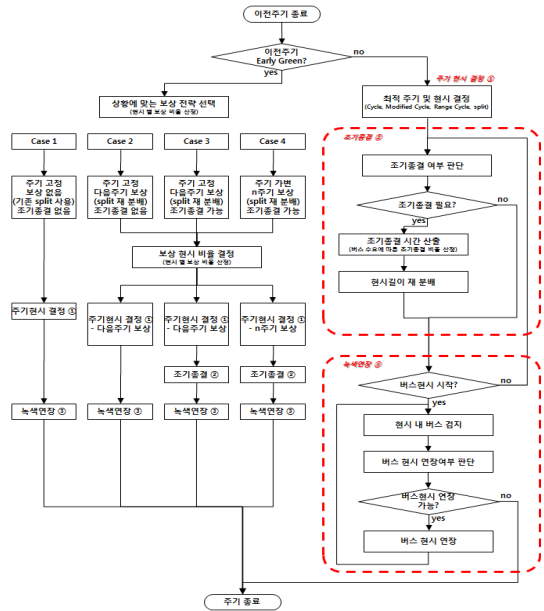 이전주기 종료
이전주기
Early Green?
no
yes
상황에 맞는 보상 전략 선택
(현시 별 보상 비율 산정)
주기 현시 결정 ①
최적 주기 및 현시 결정
(Cycle, Modified Cycle, Range Cycle, split)
Case 1
Case 2
Case 3
Case 4
주기 고정
보상 없음
(기존 split 사용)
조기종결 없음
주기 고정
다음주기 보상
(split 재 분배)
조기종결 없음
주기 고정
다음주기 보상
(split 재 분배)
조기종결 가능
주기 가변
n주기 보상
(split 재 분배)
조기종결 가능
보상 현시 비율 결정
(현시 별 보상 비율 산정)
주기현시 결정 ①
주기현시 결정 ①
- 다음주기 보상
주기현시 결정 ①
- 다음주기 보상
주기현시 결정 ①
- n주기 보상
조기종결 ②
조기종결 ②
녹색연장 ③
녹색연장 ③
녹색연장 ③
녹색연장 ③
조기종결 ②
조기종결 여부 판단
조기종결 필요?
no
yes
조기종결 시간 산출
(버스 수요에 따른 조기종결 비율 산정)
현시길이 재 분배
녹색연장 ③
버스현시 시작?
no
yes
현시 내 버스 검지
버스 현시 연장여부 판단
버스현시 연장
가능?
no
yes
버스 현시 연장
주기 종료